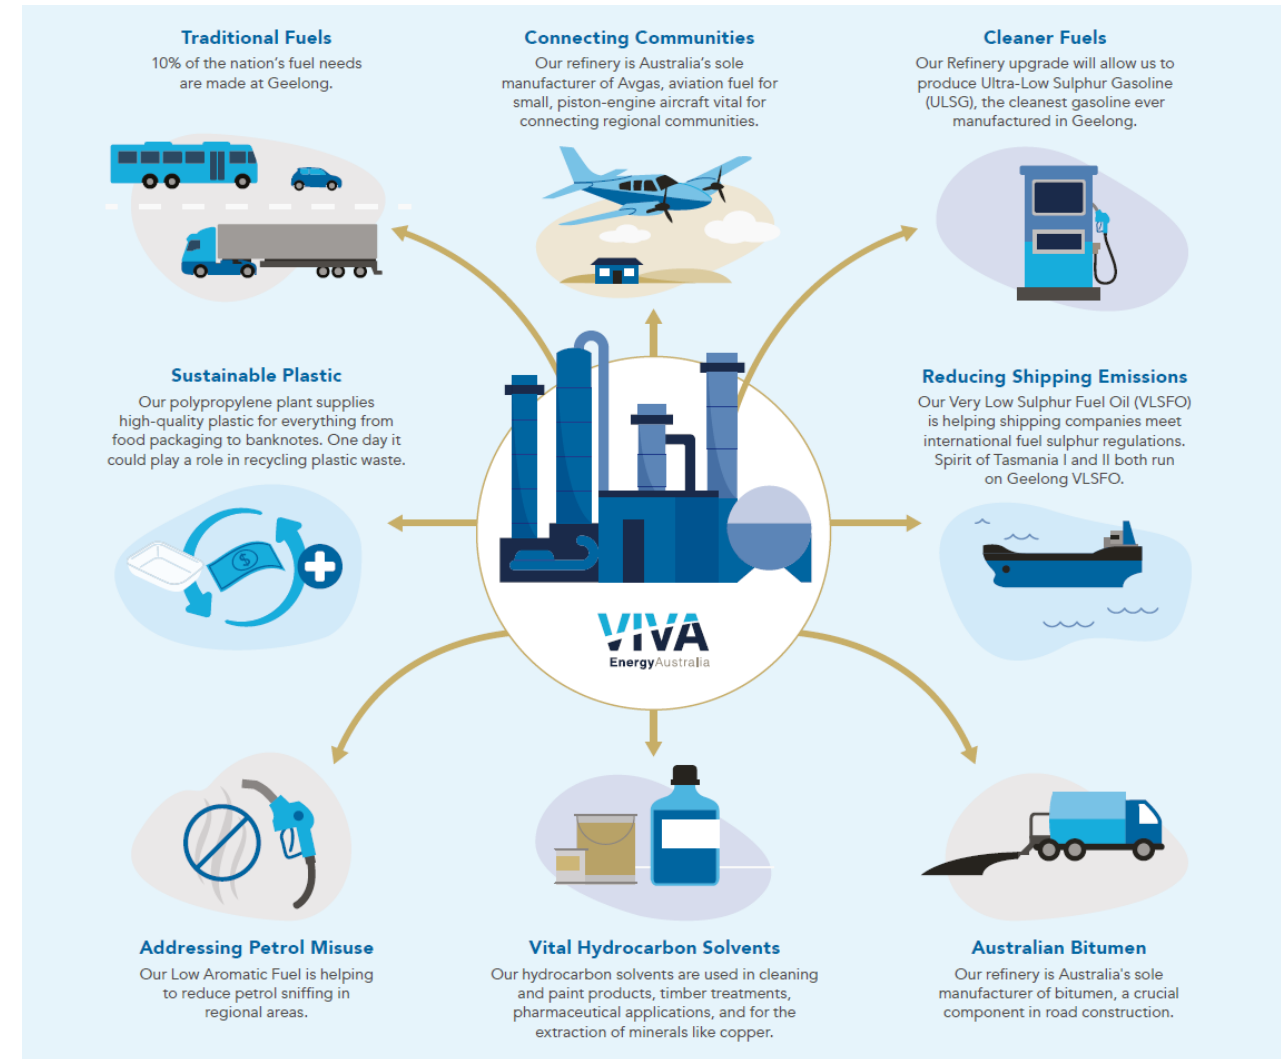 Traditional Fuels
10% of the nation's fuel needs
are made at Geelong.
Connecting Communities
Our refinery is Australia's sole
manufacturer of Avgas, aviation fuel for
small, piston-engine aircraft vital for
connecting regional communities.
Cleaner Fuels
Our Refinery upgrade will allow us to
produce Ultra-Low Sulphur Gasoline
(ULSG), the cleanest gasoline ever
manufactured in Geelong.
Sustainable Plastic
Our polypropylene plant supplies
high-quality plastic for everything from
food packaging to banknotes. One day it
could play a role in recycling plastic waste.
$
Reducing Shipping Emissions
Our Very Low Sulphur Fuel Oil (VLSFO)
is helping shipping companies meet
international fuel sulphur regulations.
Spirit of Tasmania I and II both run
on Geelong VLSFO.
VIVA
EnergyAustralia
Addressing Petrol Misuse
Our Low Aromatic Fuel is helping
to reduce petrol sniffing in
regional areas.
Vital Hydrocarbon Solvents
Our hydrocarbon solvents are used in cleaning
and paint products, timber treatments,
pharmaceutical applications, and for the
extraction of minerals like copper.
Australian Bitumen
Our refinery is Australia's sole
manufacturer of bitumen, a crucial
component in road construction.